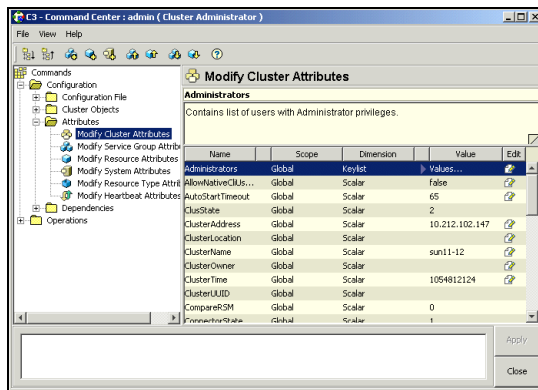 C3 - Command Center : admin ( Cluster Administrator )
File View Help
Commands
Configuration
Configuration File
Cluster Objects
Attributes
Modify Cluster Attributes
Modify Service Group Attrib
Modify Resource Attributes
Modify System Attributes
Modify Resource Type Attrib
Modify Heartbeat Attributes
Dependencies
Operations
Modify Cluster Attributes
Administrators
Contains list of users with Administrator privileges.
Name Scope Dimension Value Edit
Administrators Global Keylist Values...
AllowNativeCliUs... Global Scalar false
AutoStartTimeout Global Scalar 65
ClusState Global Scalar 2
ClusterAddress Global Scalar 10.212.102.147
ClusterLocation Global Scalar
ClusterName Global Scalar sun11-12
ClusterOwner Global Scalar
ClusterTime Global Scalar 1054812124
ClusterUUID Global Scalar
CompareRSM Global Scalar 0
ConnectorState Global Scalar 1
Apply
Close